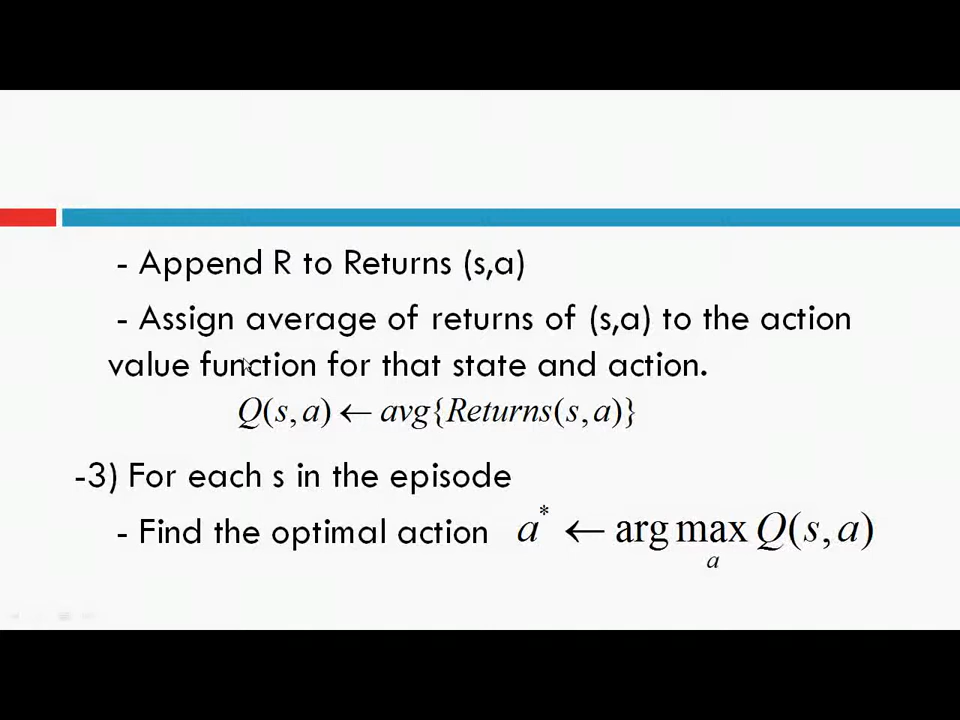 - Append R to Returns (s,a)
- Assign average of returns of (s,a) to the action
value function for that state and action.
Q(s,a) ← avg{Returns(s,a)}
-3) For each s in the episode
- Find the optimal action a* ← arg max Q(s,a)
a